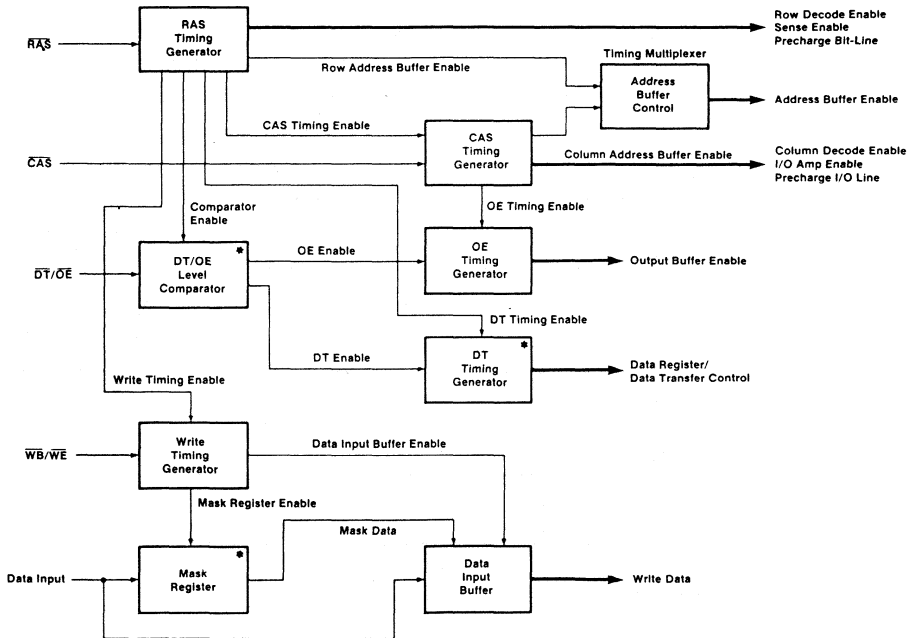 RAS
RAS
Timing
Generator
Row Decode Enable
Sense Enable
Precharge Bit-Line
Row Address Buffer Enable
Timing Multiplexer
Address
Buffer
Control
Address Buffer Enable
CAS Timing Enable
CAS
CAS
Timing
Generator
Column Address Buffer Enable
Column Decode Enable
I/O Amp Enable
Precharge I/O Line
Comparator
Enable
OE Timing Enable
DT/OE
DT/OE
Level
Comparator
*
OE Enable
OE
Timing
Generator
Output Buffer Enable
DT Timing Enable
DT Enable
DT
Timing
Generator
*
Data Register/
Data Transfer Control
Write Timing Enable
WB/WE
Write
Timing
Generator
Data Input Buffer Enable
Mask Register Enable
Mask Data
Data Input
Mask
Register
*
Data
Input
Buffer
Write Data